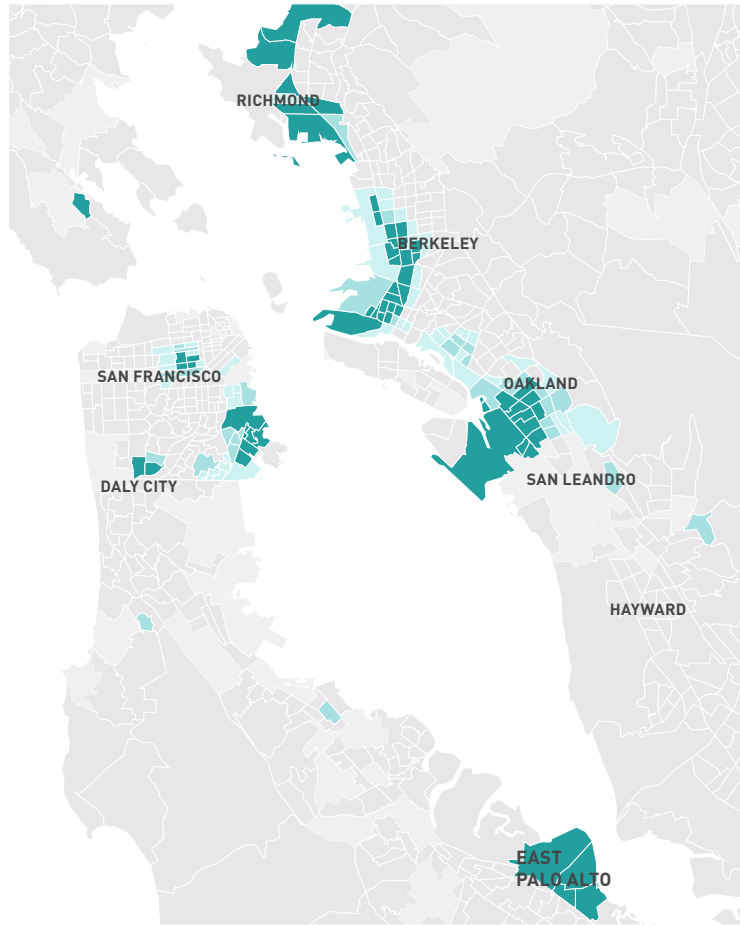 RICHMOND
BERKELEY
SAN FRANCISCO
OAKLAND
DALY CITY
SAN LEANDRO
HAYWARD
EAST
PALO ALTO